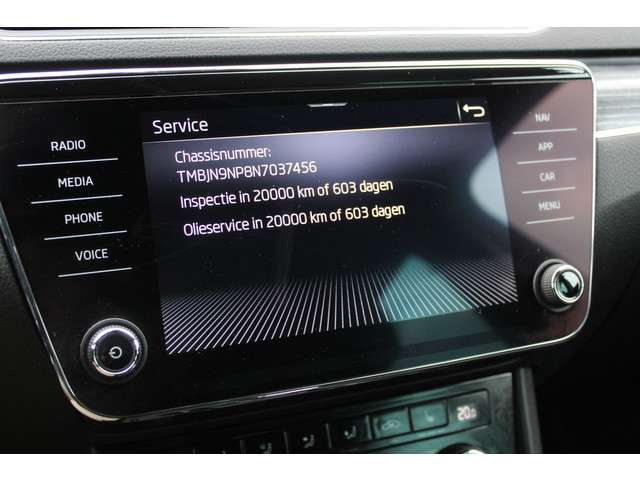 Service
Chassisnummer:
TMBJN9NP8N7037456
Inspectie in 20000 km of 603 dagen
Olieservice in 20000 km of 603 dagen
RADIO
MEDIA
PHONE
VOICE
NAV
APP
CAR
MENU
20.0